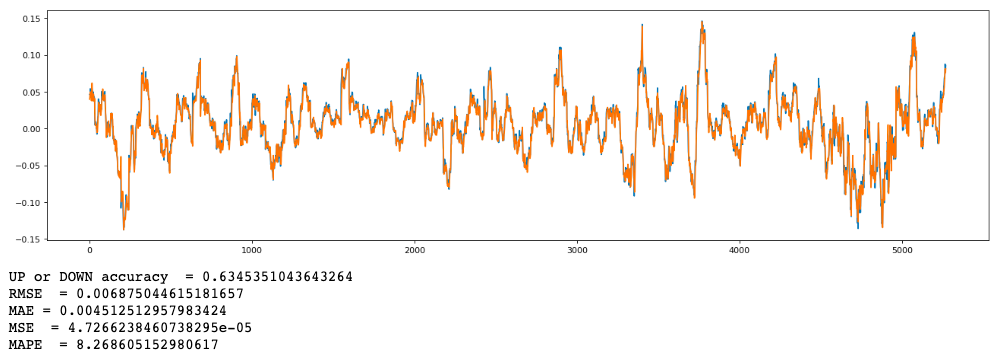 0.15
0.10
0.05
0.00
−0.05
−0.10
−0.15
0 1000 2000 3000 4000 5000
UP or DOWN accuracy = 0.6345351043643264
RMSE = 0.006875044615181657
MAE = 0.004512512957983424
MSE = 4.7266238460738295e-05
MAPE = 8.268605152980617